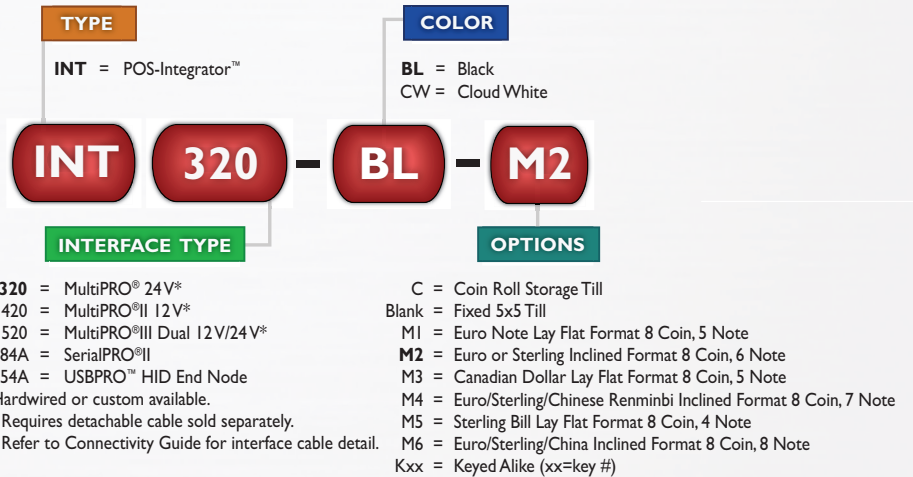 TYPE
COLOR
INT = POS-Integrator™
BL = Black
CW = Cloud White
INT 320 - BL - M2
INTERFACE TYPE
OPTIONS
320 = MultiPRO® 24V*
420 = MultiPRO®II 12V*
520 = MultiPRO®III Dual 12V/24V*
84A = SerialPRO®II
54A = USBPRO™ HID End Node
Hardwired or custom available.
Requires detachable cable sold separately.
Refer to Connectivity Guide for interface cable detail.
C = Coin Roll Storage Till
Blank = Fixed 5x5 Till
M1 = Euro Note Lay Flat Format 8 Coin, 5 Note
M2 = Euro or Sterling Inclined Format 8 Coin, 6 Note
M3 = Canadian Dollar Lay Flat Format 8 Coin, 5 Note
M4 = Euro/Sterling/Chinese Renminbi Inclined Format 8 Coin, 7 Note
M5 = Sterling Bill Lay Flat Format 8 Coin, 4 Note
M6 = Euro/Sterling/China Inclined Format 8 Coin, 8 Note
Kxx = Keyed Alike (xx=key #)